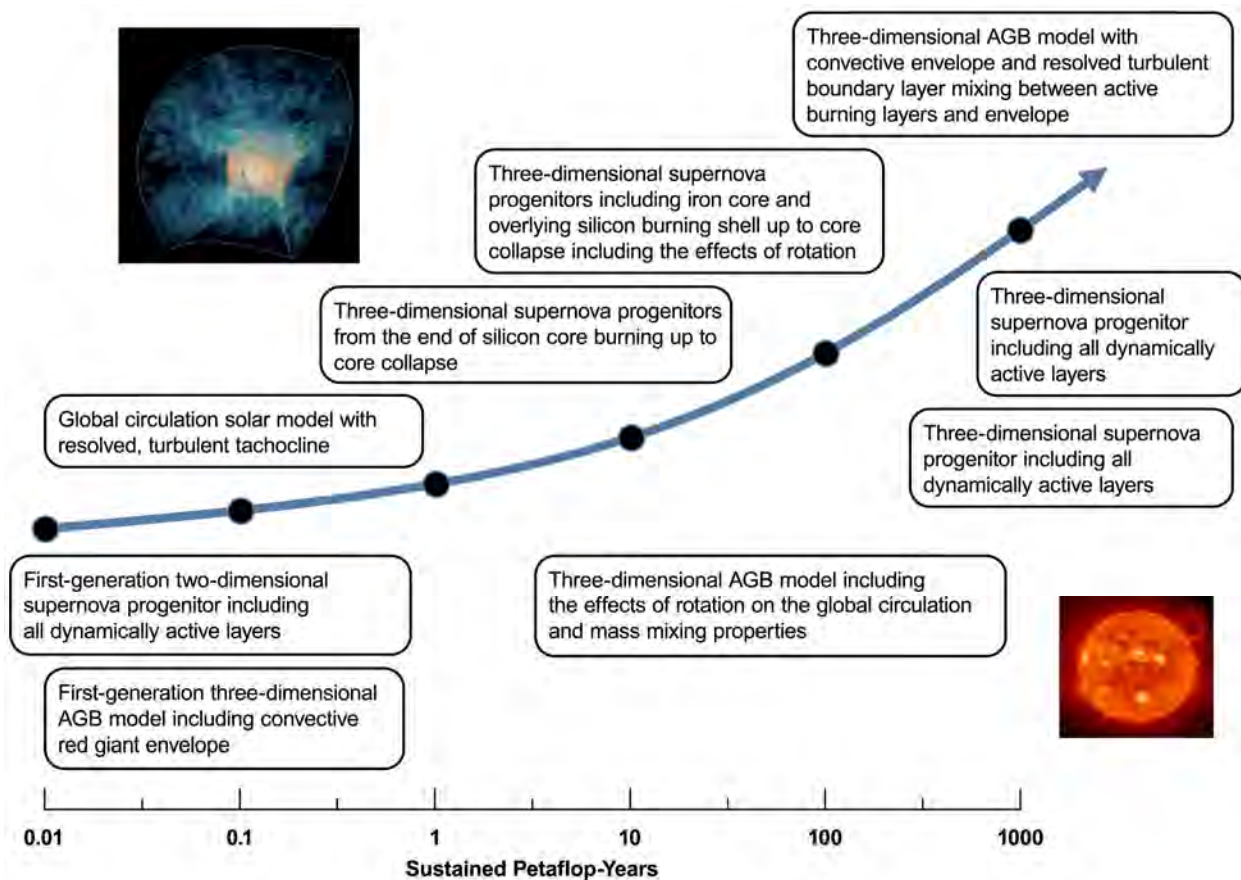 Three-dimensional AGB model with
convective envelope and resolved turbulent
boundary layer mixing between active
burning layers and envelope
Three-dimensional supernova
progenitors including iron core and
overlying silicon burning shell up to core
collapse including the effects of rotation
Three-dimensional supernova progenitors
from the end of silicon core burning up to
core collapse
Three-dimensional
supernova progenitor
including all dynamically
active layers
Global circulation solar model with
resolved, turbulent tachocline
Three-dimensional supernova
progenitor including all
dynamically active layers
First-generation two-dimensional
supernova progenitor including
all dynamically active layers
Three-dimensional AGB model including
the effects of rotation on the global circulation
and mass mixing properties
First-generation three-dimensional
AGB model including convective
red giant envelope
0.01 0.1 1 10 100 1000
Sustained Petaflop-Years